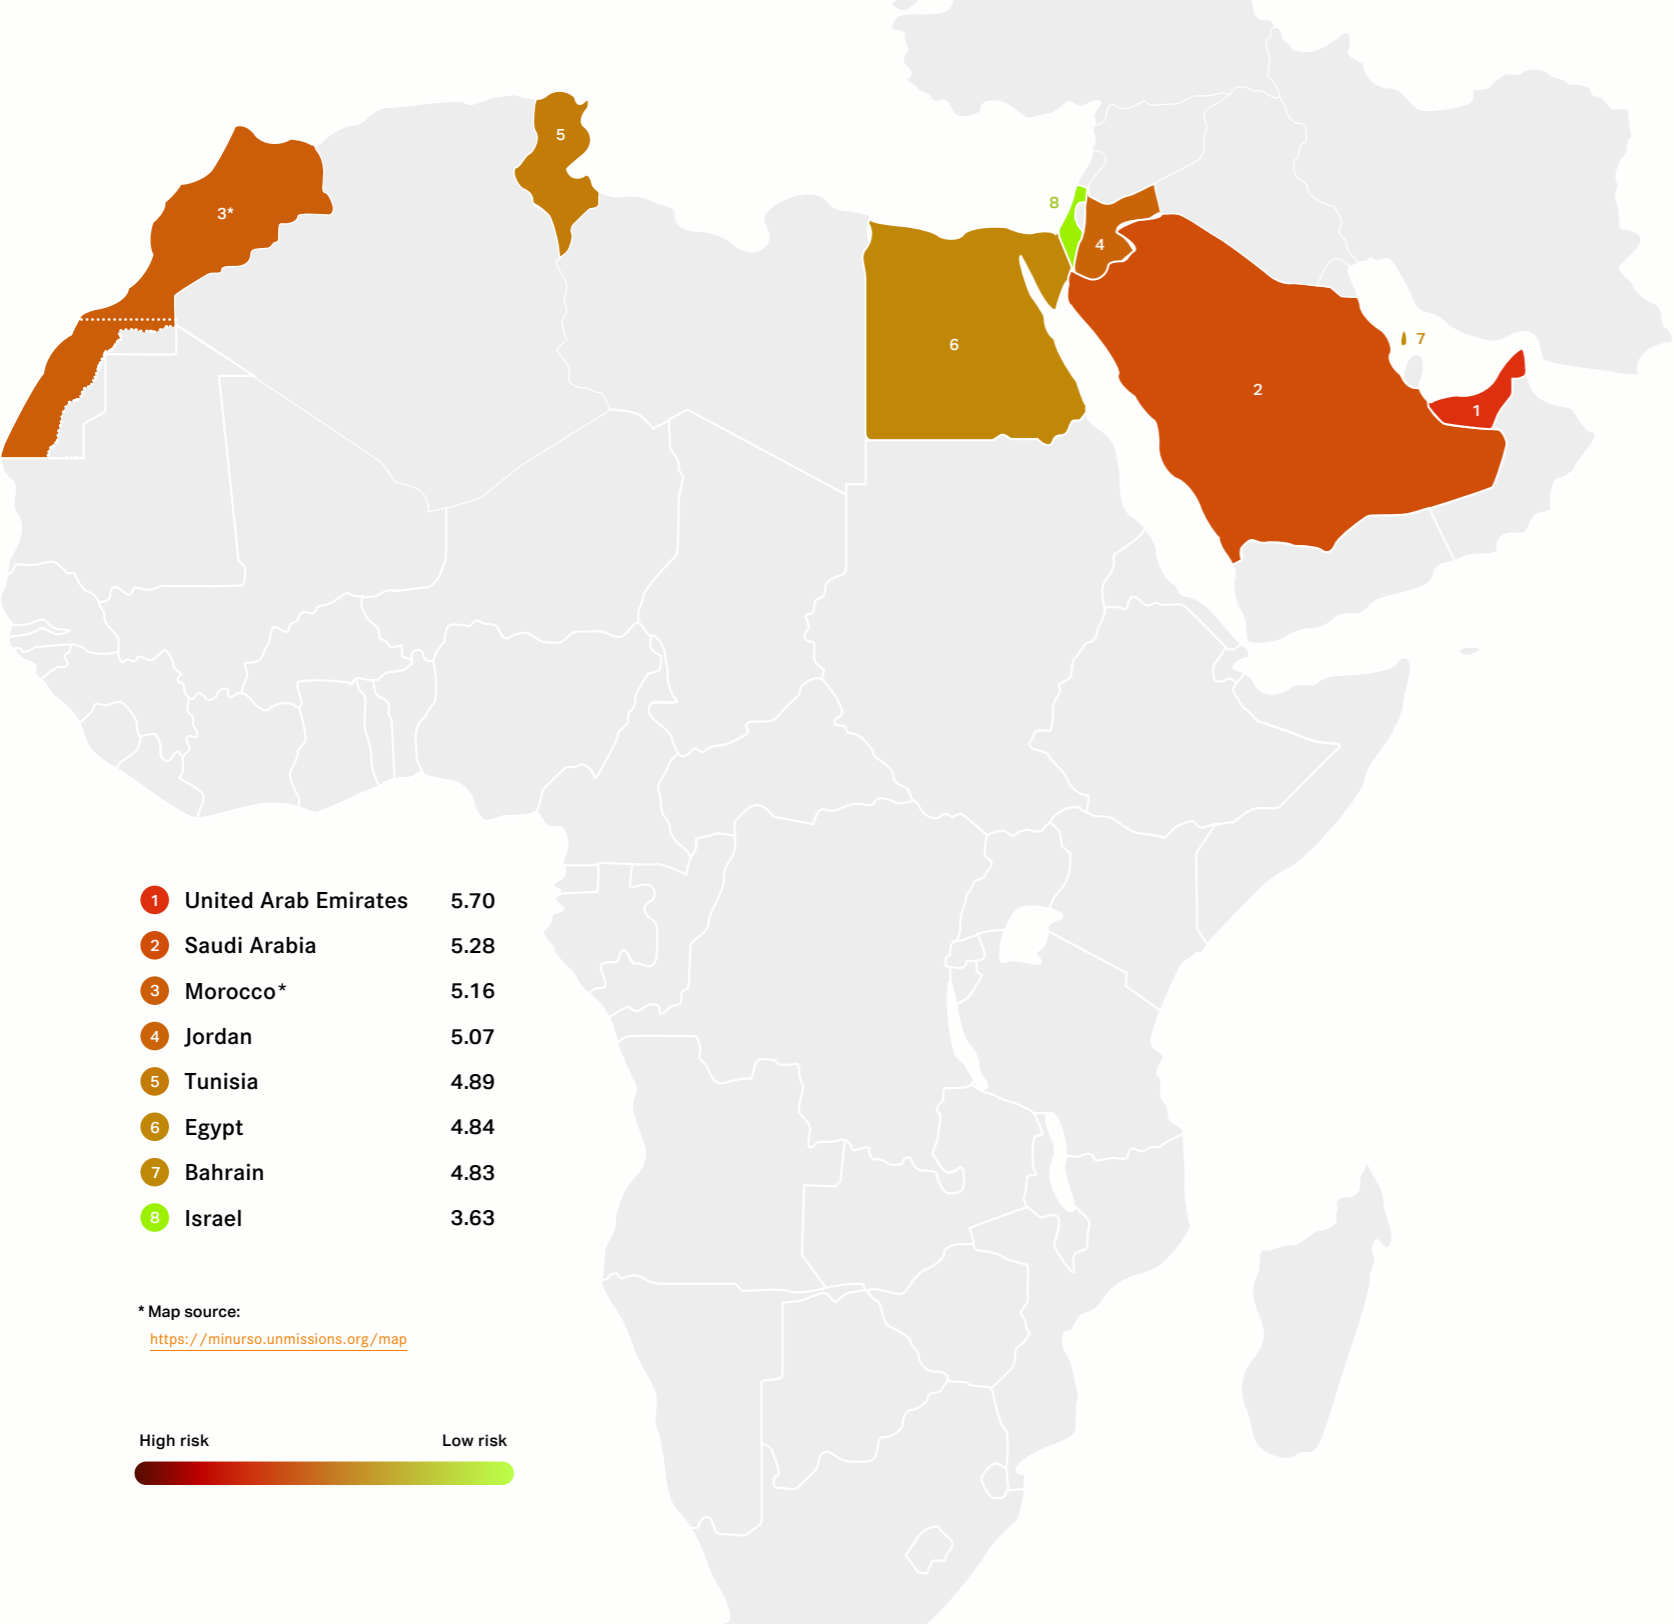 5
3*
8
4
6
7
2
1
1 United Arab Emirates 5.70
2 Saudi Arabia 5.28
3 Morocco* 5.16
4 Jordan 5.07
5 Tunisia 4.89
6 Egypt 4.84
7 Bahrain 4.83
8 Israel 3.63
* Map source:
https://minurso.unmissions.org/map
High risk Low risk